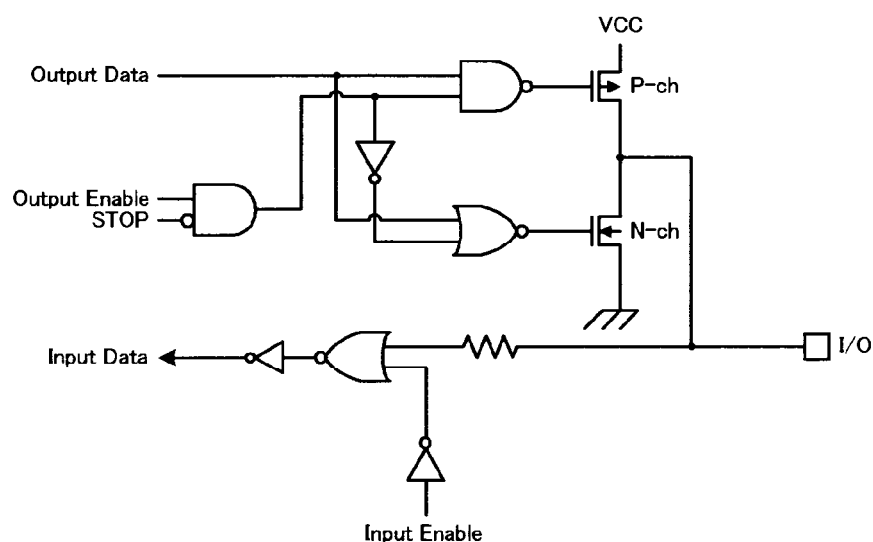 VCC
Output Data
P-ch
Output Enable
STOP
N-ch
Input Data
I/O
Input Enable